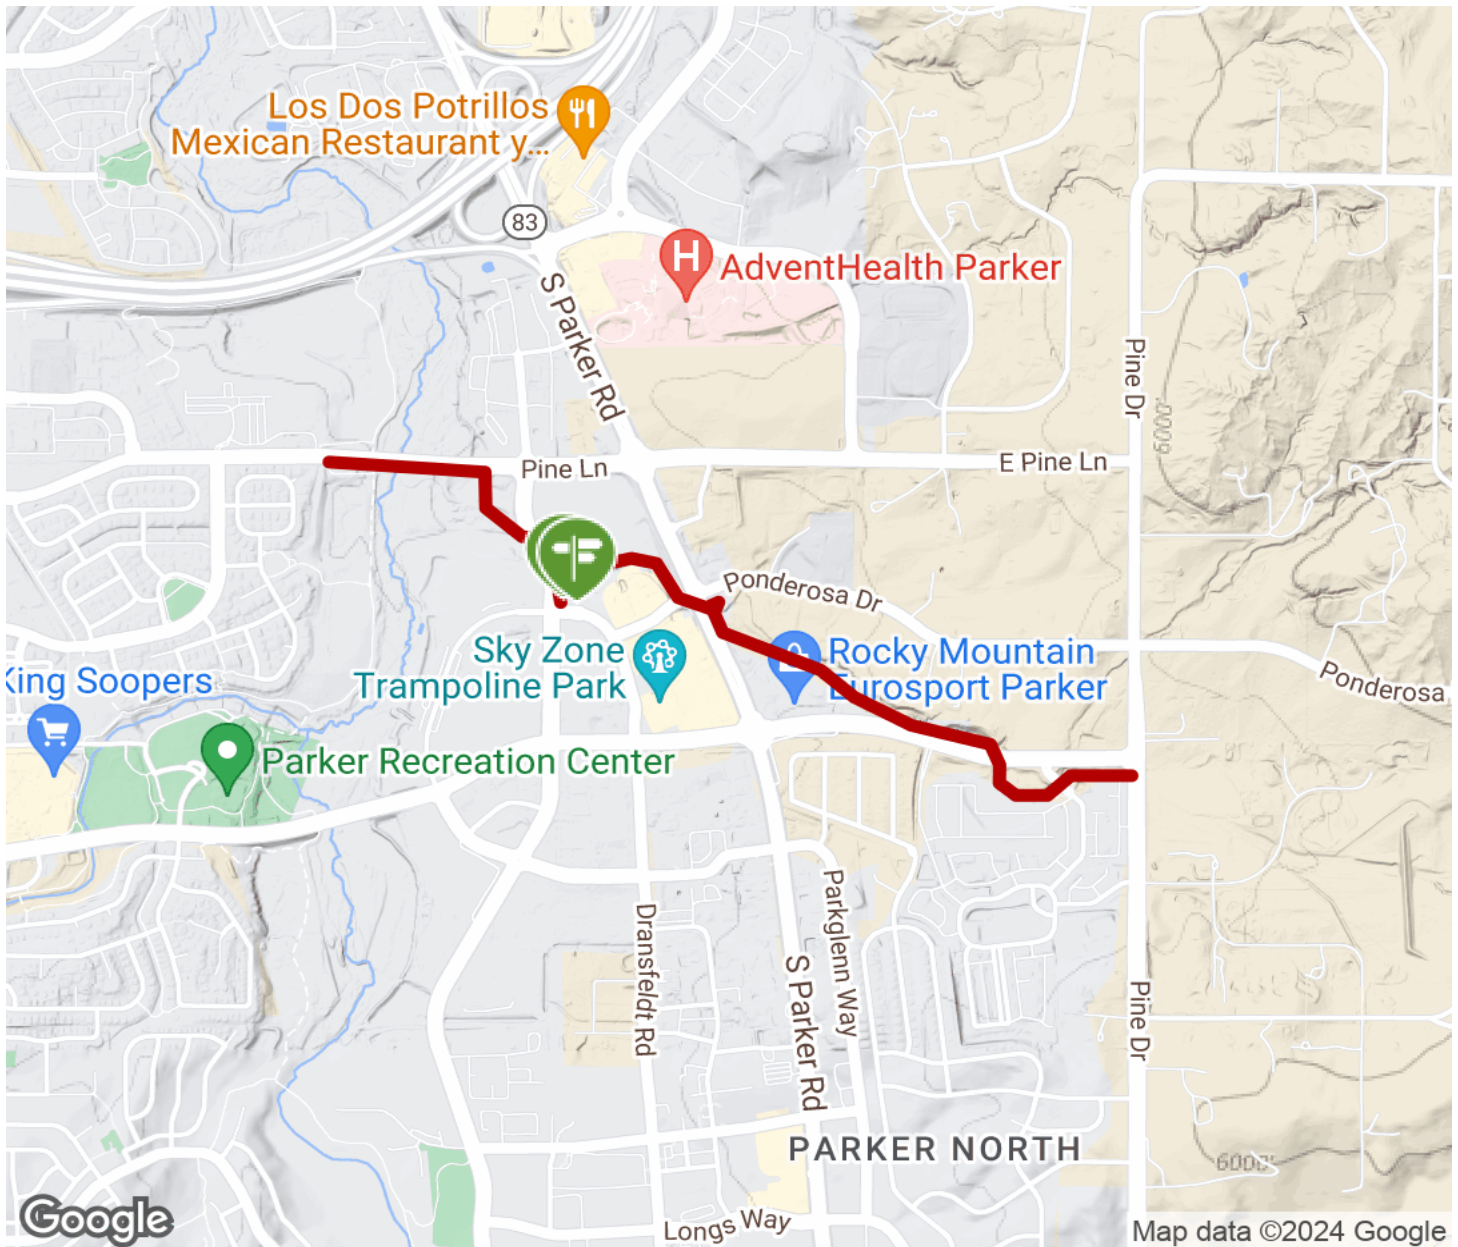 Los Dos Potrillos
Mexican Restaurant y...
83
H
AdventHealth Parker
S Parker Rd
Pine Dr
6000
Pine Ln
E Pine Ln
Ponderosa Dr
Sky Zone
Trampoline Park
Rocky Mountain
Eurosport Parker
Ponderosa
King Soopers
Parker Recreation Center
Dransfeldt Rd
Parkglenn Way
S Parker Rd
Pine Dr
PARKER NORTH
6000
Longs Way
Google
Map data ©2024 Google